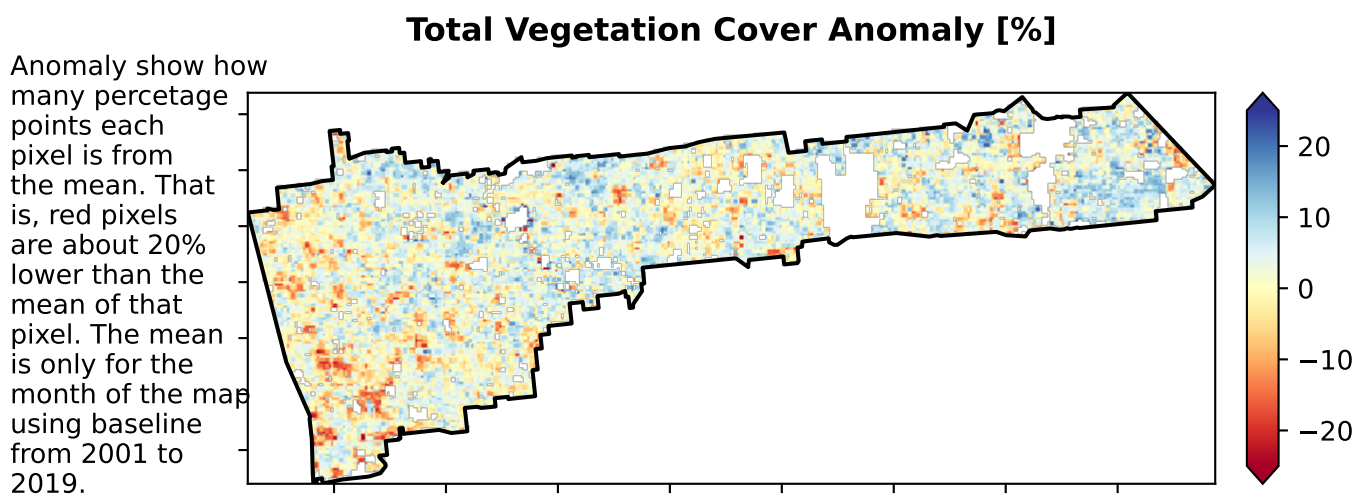 Total Vegetation Cover Anomaly [%]
Anomaly show how
many percetage
points each
pixel is from
the mean. That
is, red pixels
are about 20%
lower than the
mean of that
pixel. The mean
is only for the
month of the map
using baseline
from 2001 to
2019.
20
10
0
−10
−20